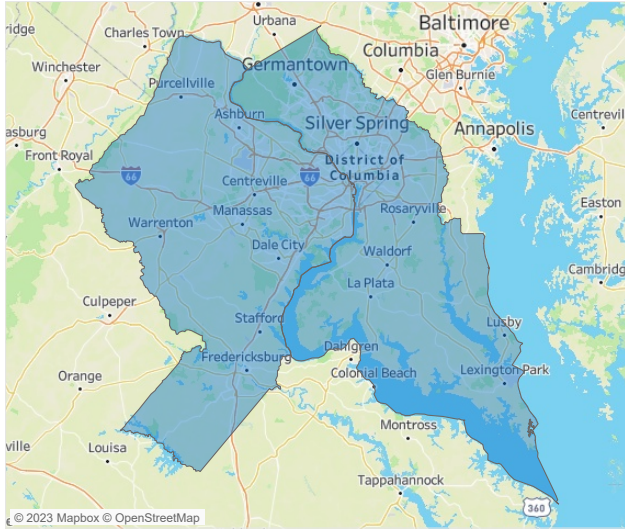 ridge
Urbana
Baltimore
Charles Town
Columbia
Winchester
Germantown
Glen Burnie
Purcellville
Ashburn
Silver Spring
Annapolis
Centrevil
asburg
Front Royal
District of
Columbia
66
66
Centreville
Manassas
Rosaryville
Easton
Warrenton
Dale City
Waldorf
Cambridg
La Plata
Culpeper
Stafford
Lusby
Dahlgren
Fredericksburg
Colonial Beach
Lexington Park
Orange
Montross
ville
Louisa
Tappahannock
360
© 2023 Mapbox © OpenStreetMap